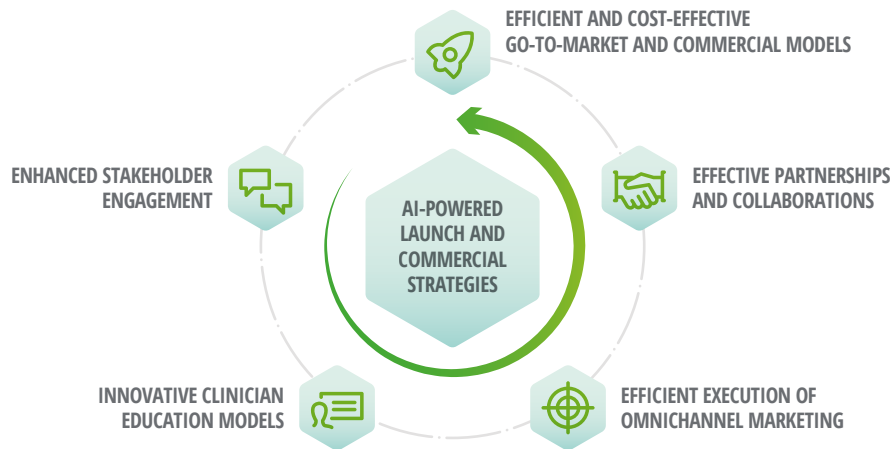 EFFICIENT AND COST-EFFECTIVE
GO-TO-MARKET AND COMMERCIAL MODELS
ENHANCED STAKEHOLDER
ENGAGEMENT
EFFECTIVE PARTNERSHIPS
AND COLLABORATIONS
AI-POWERED
LAUNCH AND
COMMERCIAL
STRATEGIES
INNOVATIVE CLINICIAN
EDUCATION MODELS
EFFICIENT EXECUTION OF
OMNICHANNEL MARKETING